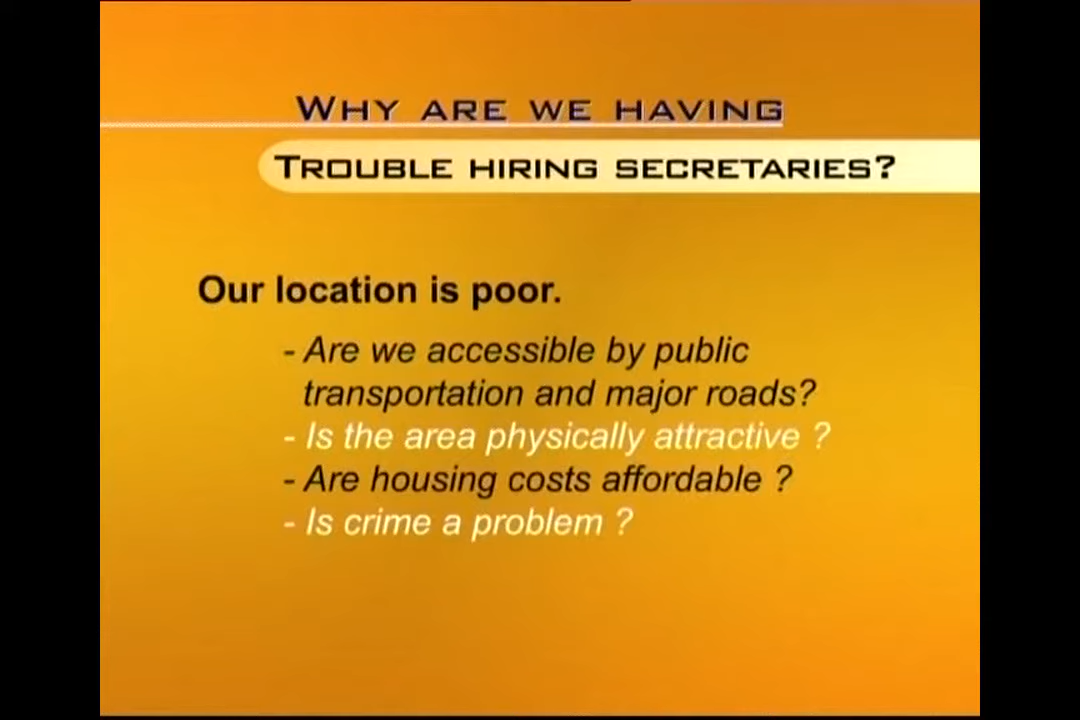 WHY ARE WE HAVING
TROUBLE HIRING SECRETARIES?
Our location is poor.
- Are we accessible by public
transportation and major roads?
- Is the area physically attractive ?
- Are housing costs affordable ?
- Is crime a problem ?